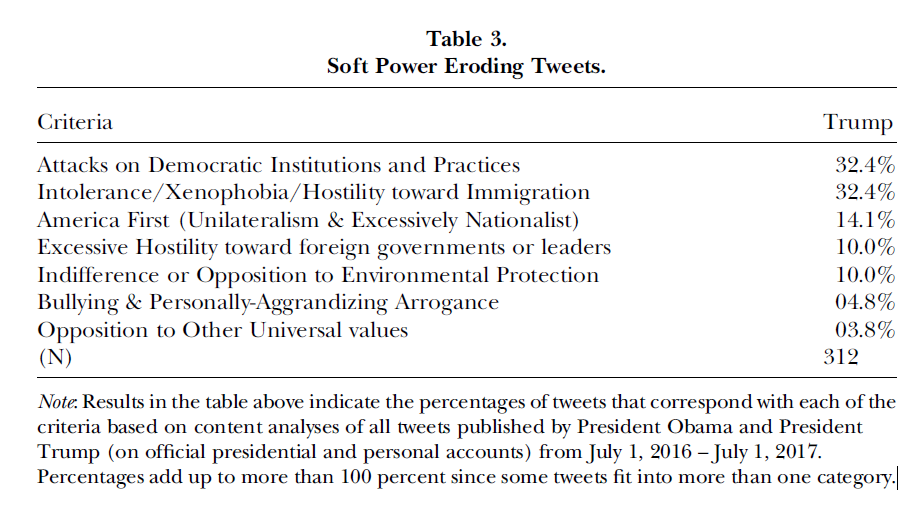 Table 3.
Soft Power Eroding Tweets.
Criteria Trump
Attacks on Democratic Institutions and Practices 32.4%
Intolerance/Xenophobia/Hostility toward Immigration 32.4%
America First (Unilateralism & Excessively Nationalist) 14.1%
Excessive Hostility toward foreign governments or leaders 10.0%
Indifference or Opposition to Environmental Protection 10.0%
Bullying & Personally-Aggrandizing Arrogance 04.8%
Opposition to Other Universal values 03.8%
(N) 312
Note: Results in the table above indicate the percentages of tweets that correspond with each of the
criteria based on content analyses of all tweets published by President Obama and President
Trump (on official presidential and personal accounts) from July 1, 2016 – July 1, 2017.
Percentages add up to more than 100 percent since some tweets fit into more than one category.